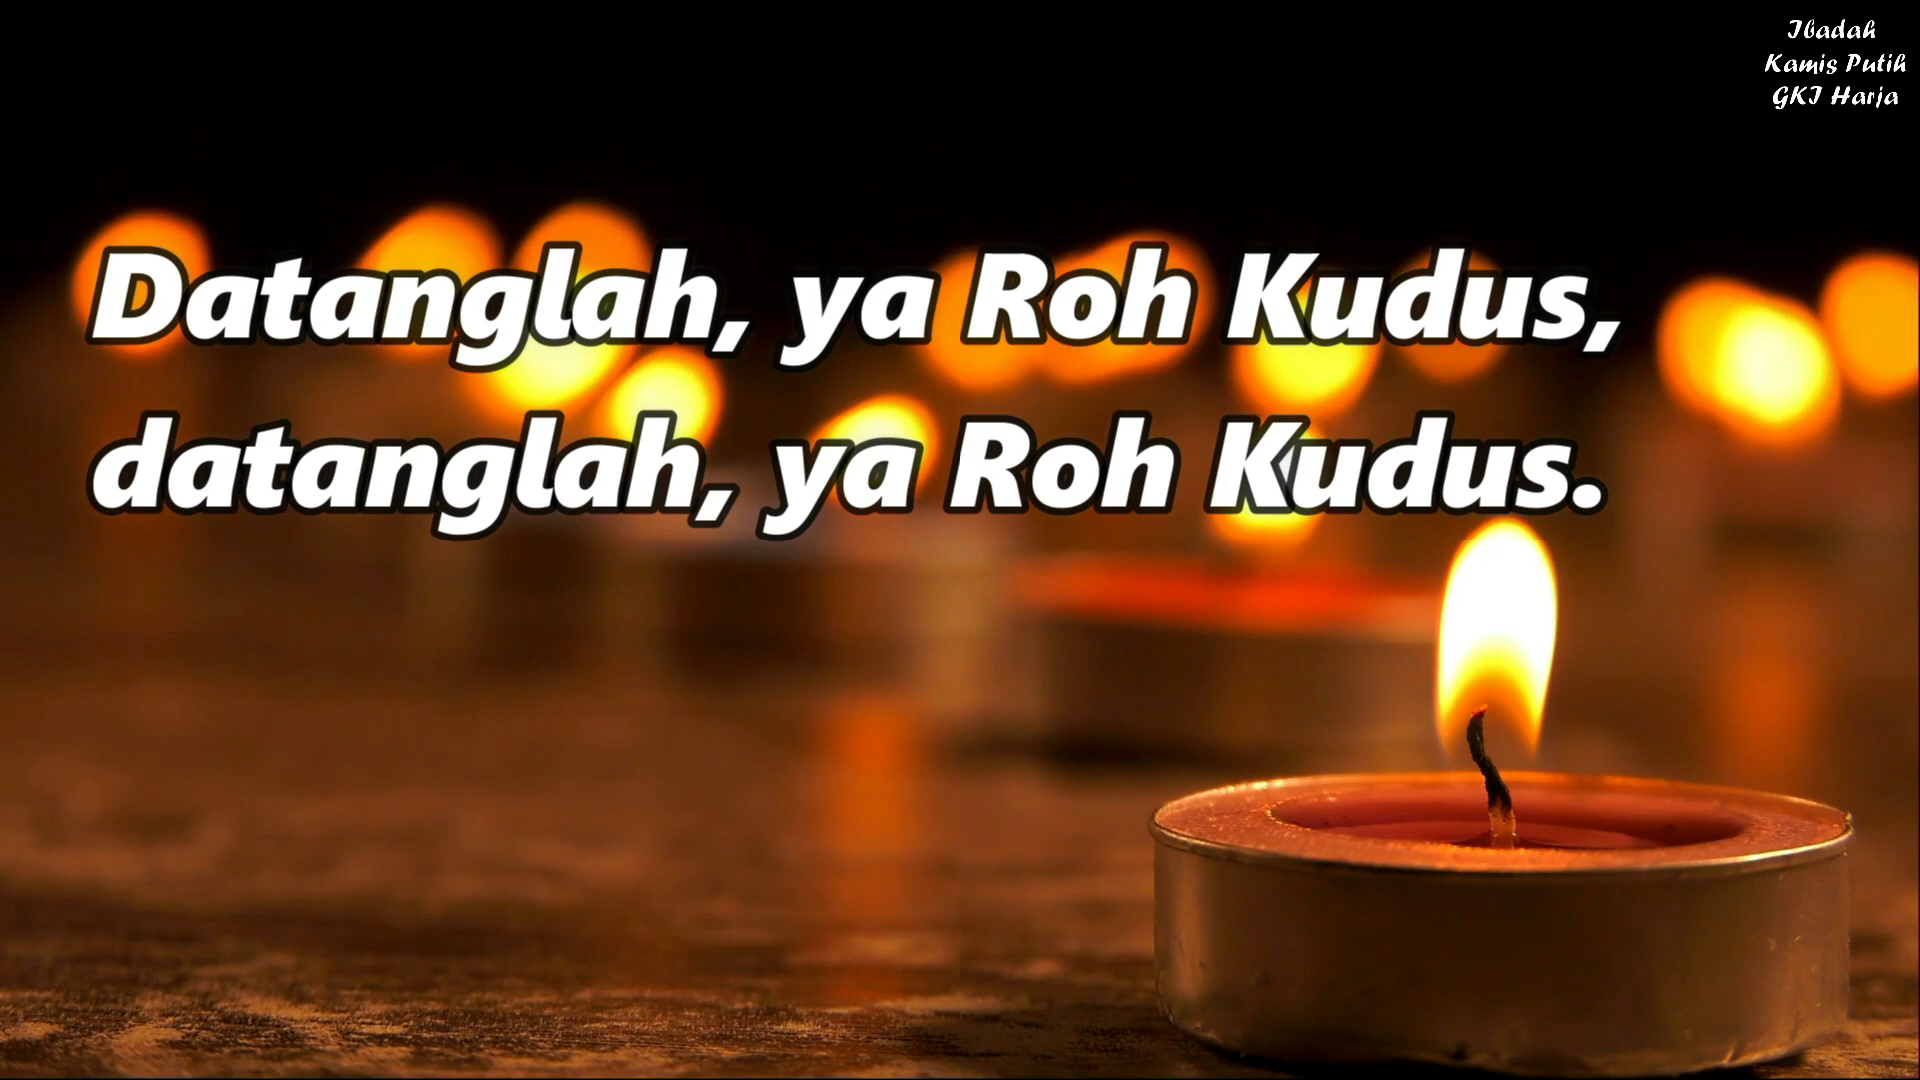 Ibadah
Kamis Putih
GKI Harja
Datanglah, ya Roh Kudus,
datanglah, ya Roh Kudus.